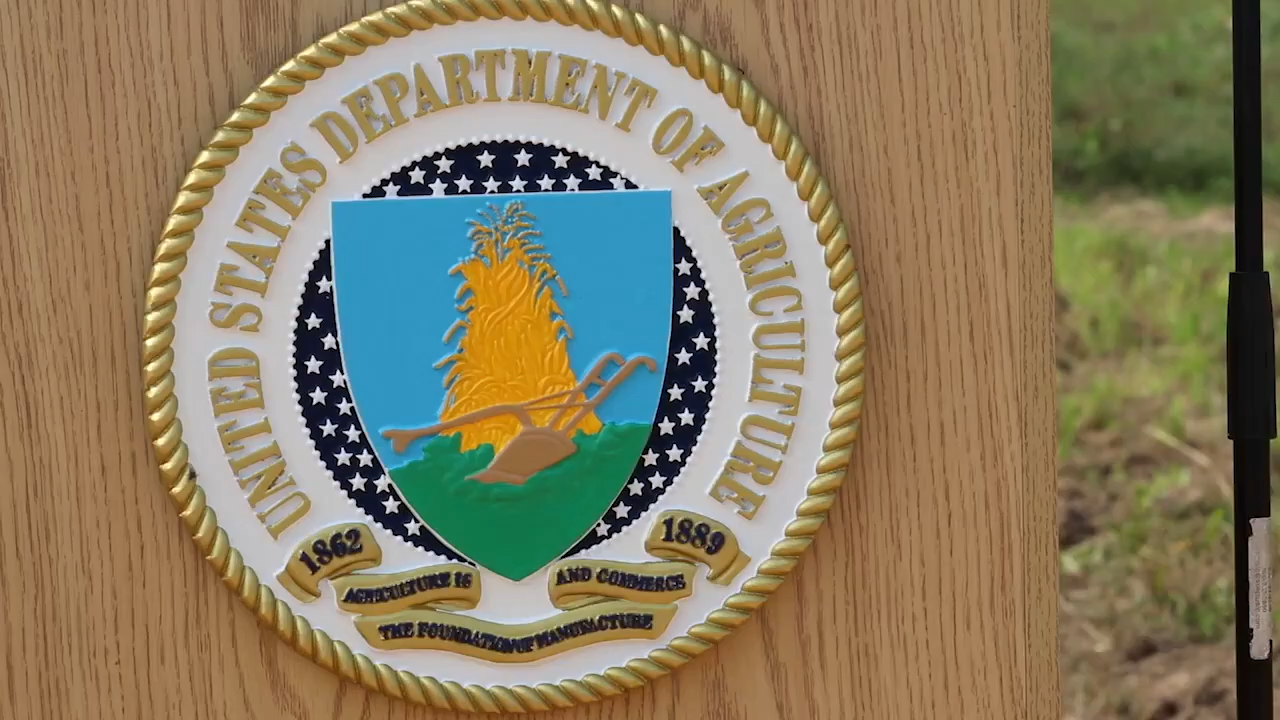 UNITED STATES DEPARTMENT OF AGRICULTURE
1862
1889
AGRICULTURE IS
THE FOUNDATION OF MANUFACTURE
AND COMMERCE